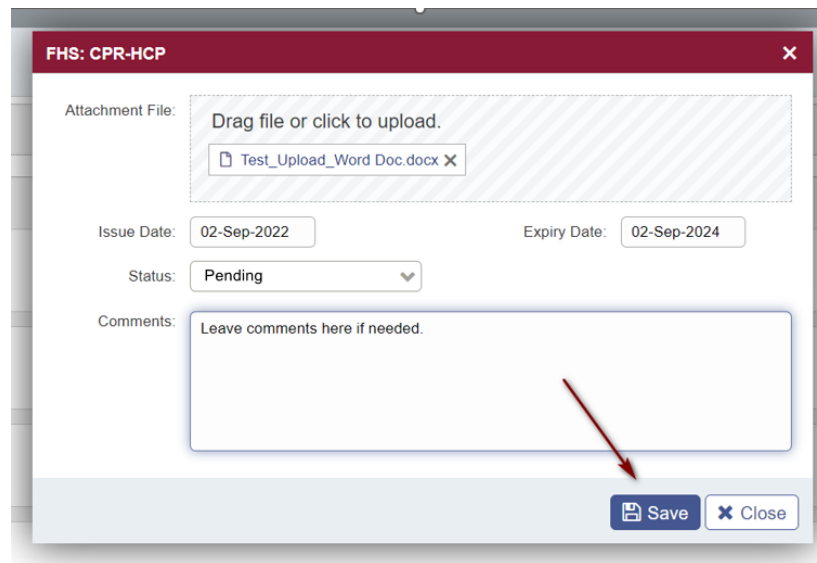 FHS: CPR-HCP
Attachment File:
Drag file or click to upload.
Test_Upload_Word Doc.docx
Issue Date: 02-Sep-2022 Expiry Date: 02-Sep-2024
Status: Pending
Comments: Leave comments here if needed.
Save Close